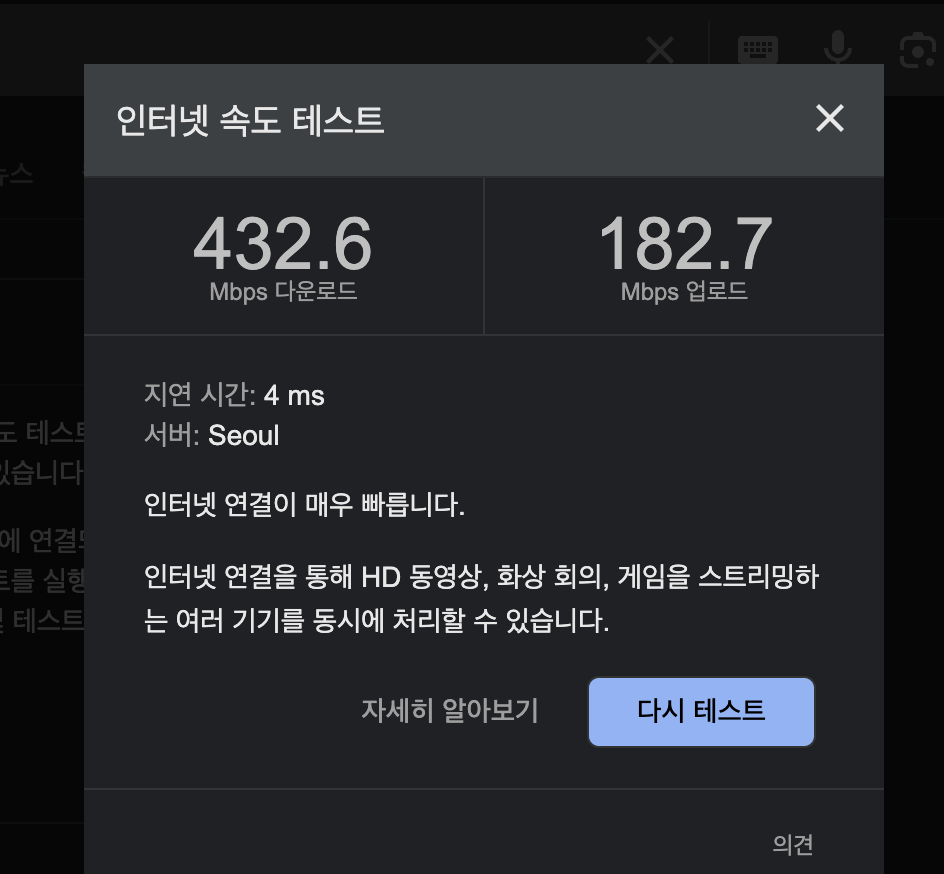 인터넷 속도 테스트
뉴스
432.6
Mbps 다운로드
182.7
Mbps 업로드
지연 시간: 4 ms
서버: Seoul
인터넷 연결이 매우 빠릅니다.
인터넷 연결을 통해 HD 동영상, 화상 회의, 게임을 스트리밍하
는 여러 기기를 동시에 처리할 수 있습니다.
자세히 알아보기
다시 테스트
의견